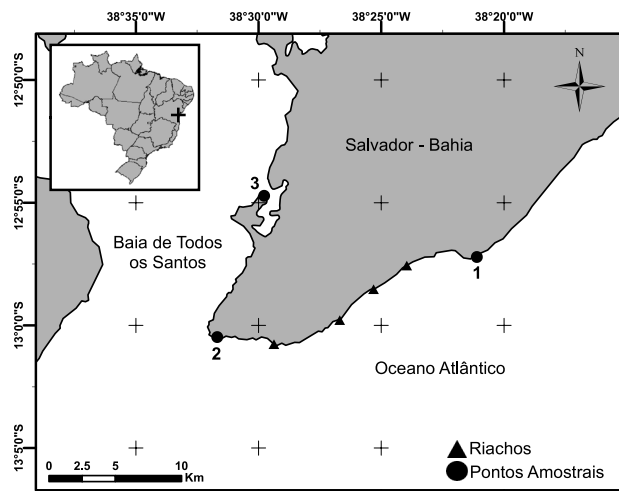 38°35'0"S 38°30'0"S 38°25'0"S 38°20'0"S
12°50'0"S
12°55'0"S
13°0'0"S
13°5'0"S
N
Salvador - Bahia
3
Baia de Todos
os Santos
1
2
Oceano Atlântico
0 2.5 5 10
Km
Riachos
Pontos Amostrais